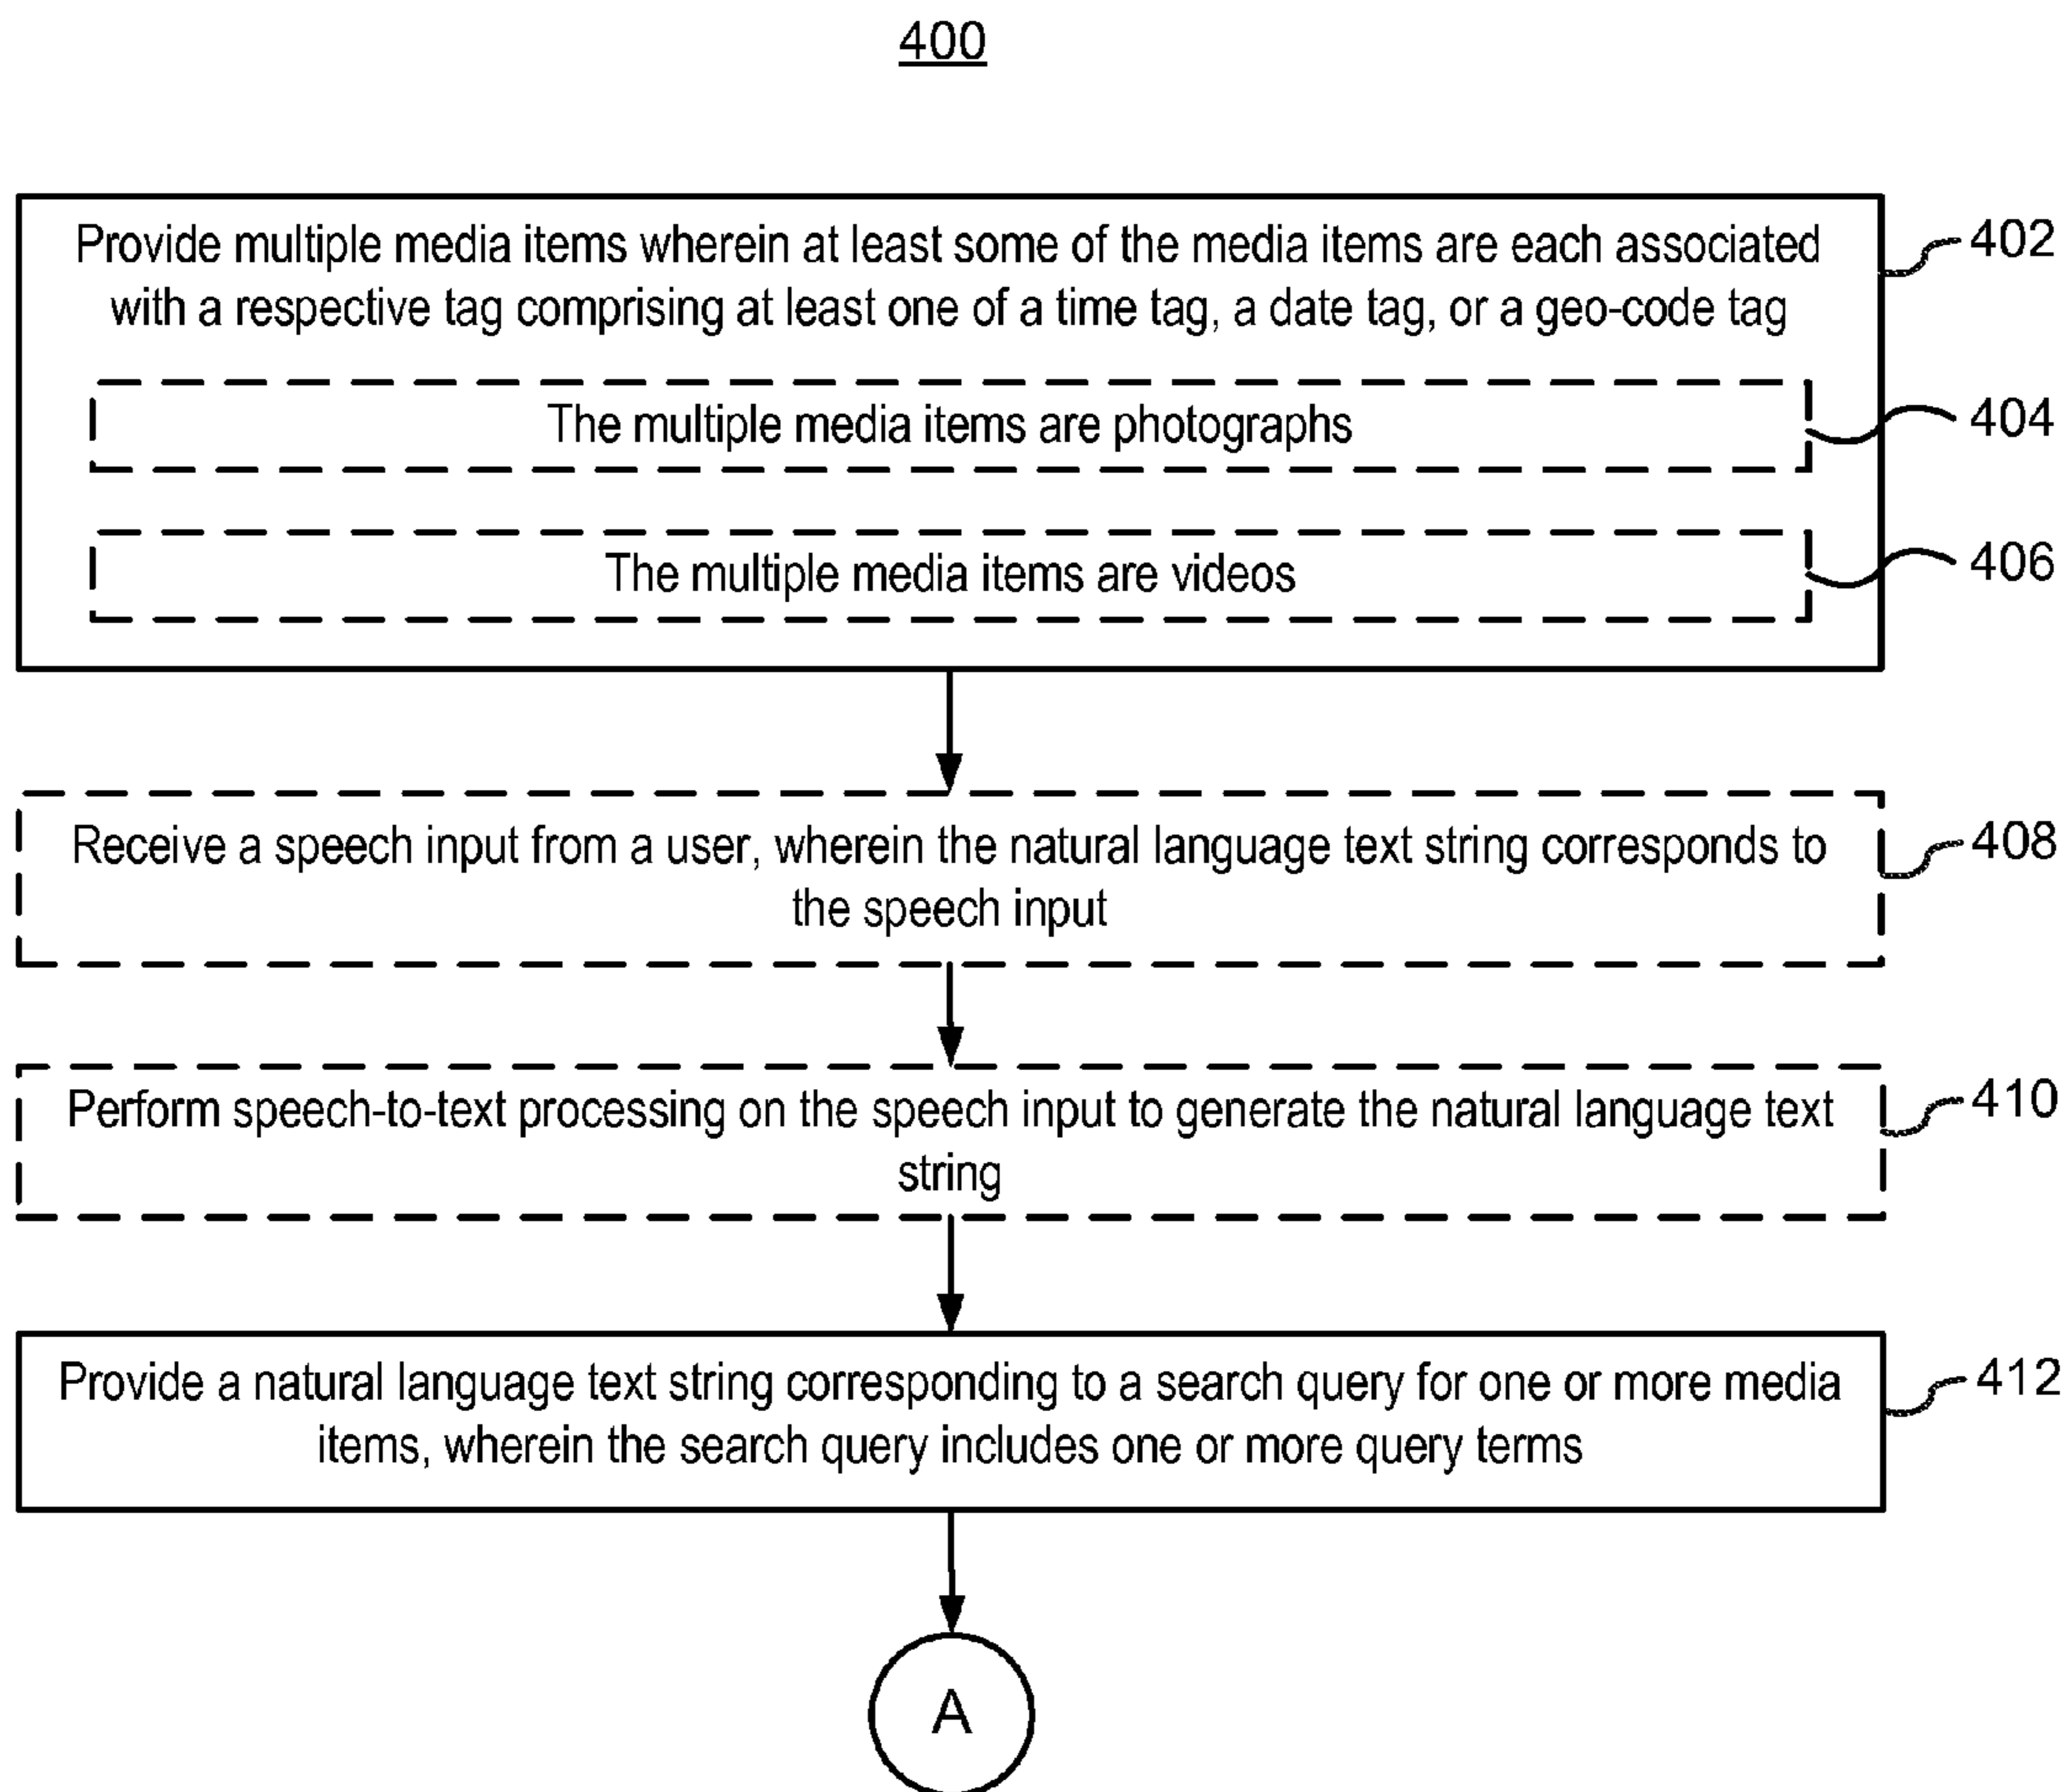 400
Provide multiple media items wherein at least some of the media items are each associated
with a respective tag comprising at least one of a time tag, a date tag, or a geo-code tag
402
The multiple media items are photographs
404
The multiple media items are videos
406
Receive a speech input from a user, wherein the natural language text string corresponds to
the speech input
408
Perform speech-to-text processing on the speech input to generate the natural language text
string
410
Provide a natural language text string corresponding to a search query for one or more media
items, wherein the search query includes one or more query terms
412
A